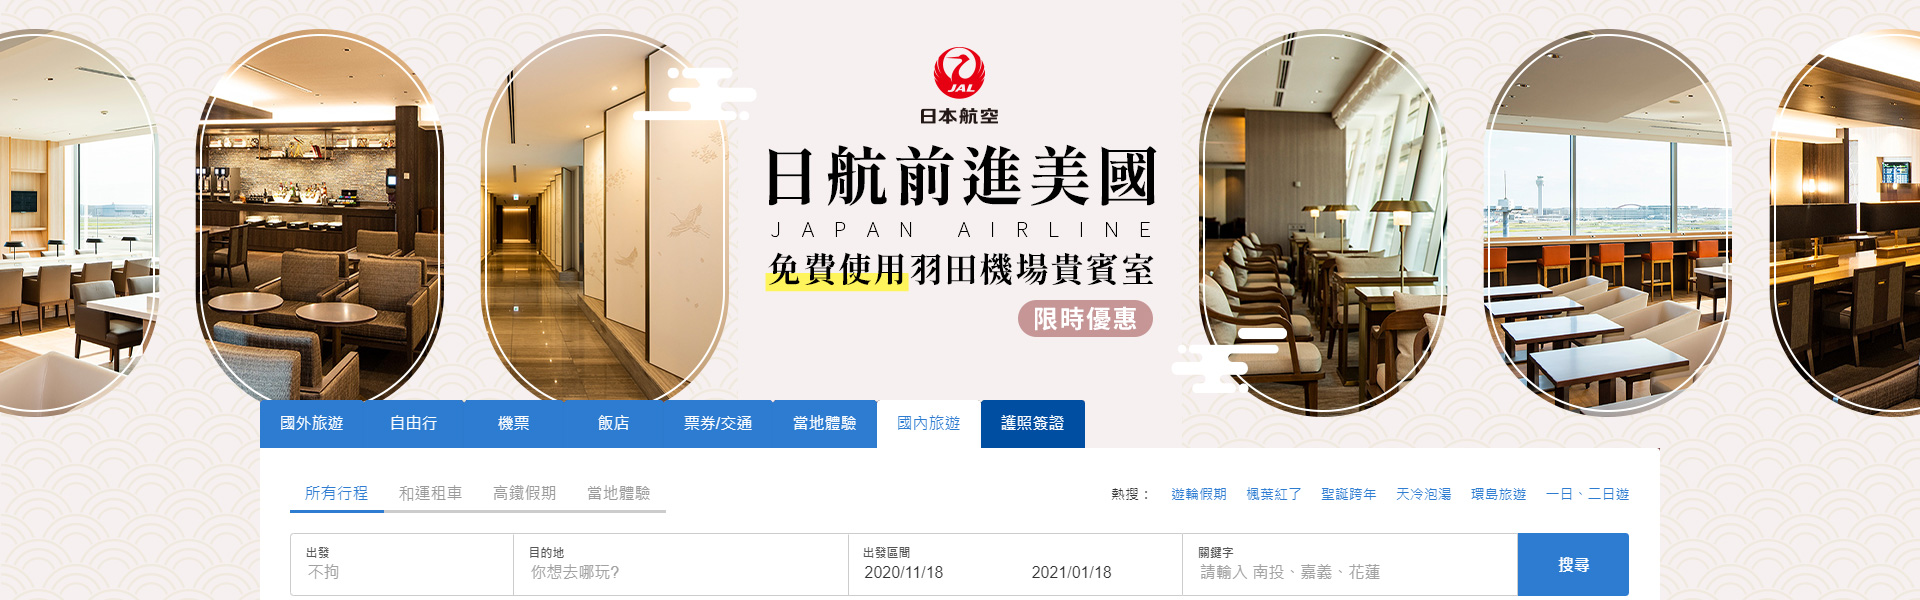 JAL
日本航空
日航前進美國
JAPAN AIRLINE
免費使用羽田機場貴賓室
限時優惠
國外旅遊 自由行 機票 飯店 票券/交通 當地體驗 國內旅遊 護照簽證
所有行程 和運租車 高鐵假期 當地體驗
熱搜： 遊輪假期 楓葉紅了 聖誕跨年 天冷泡湯 環島旅遊 一日、二日遊
出發 目的地 出發區間 關鍵字
不拘 你想去哪玩? 2020/11/18 2021/01/18 請輸入 南投、嘉義、花蓮
搜尋